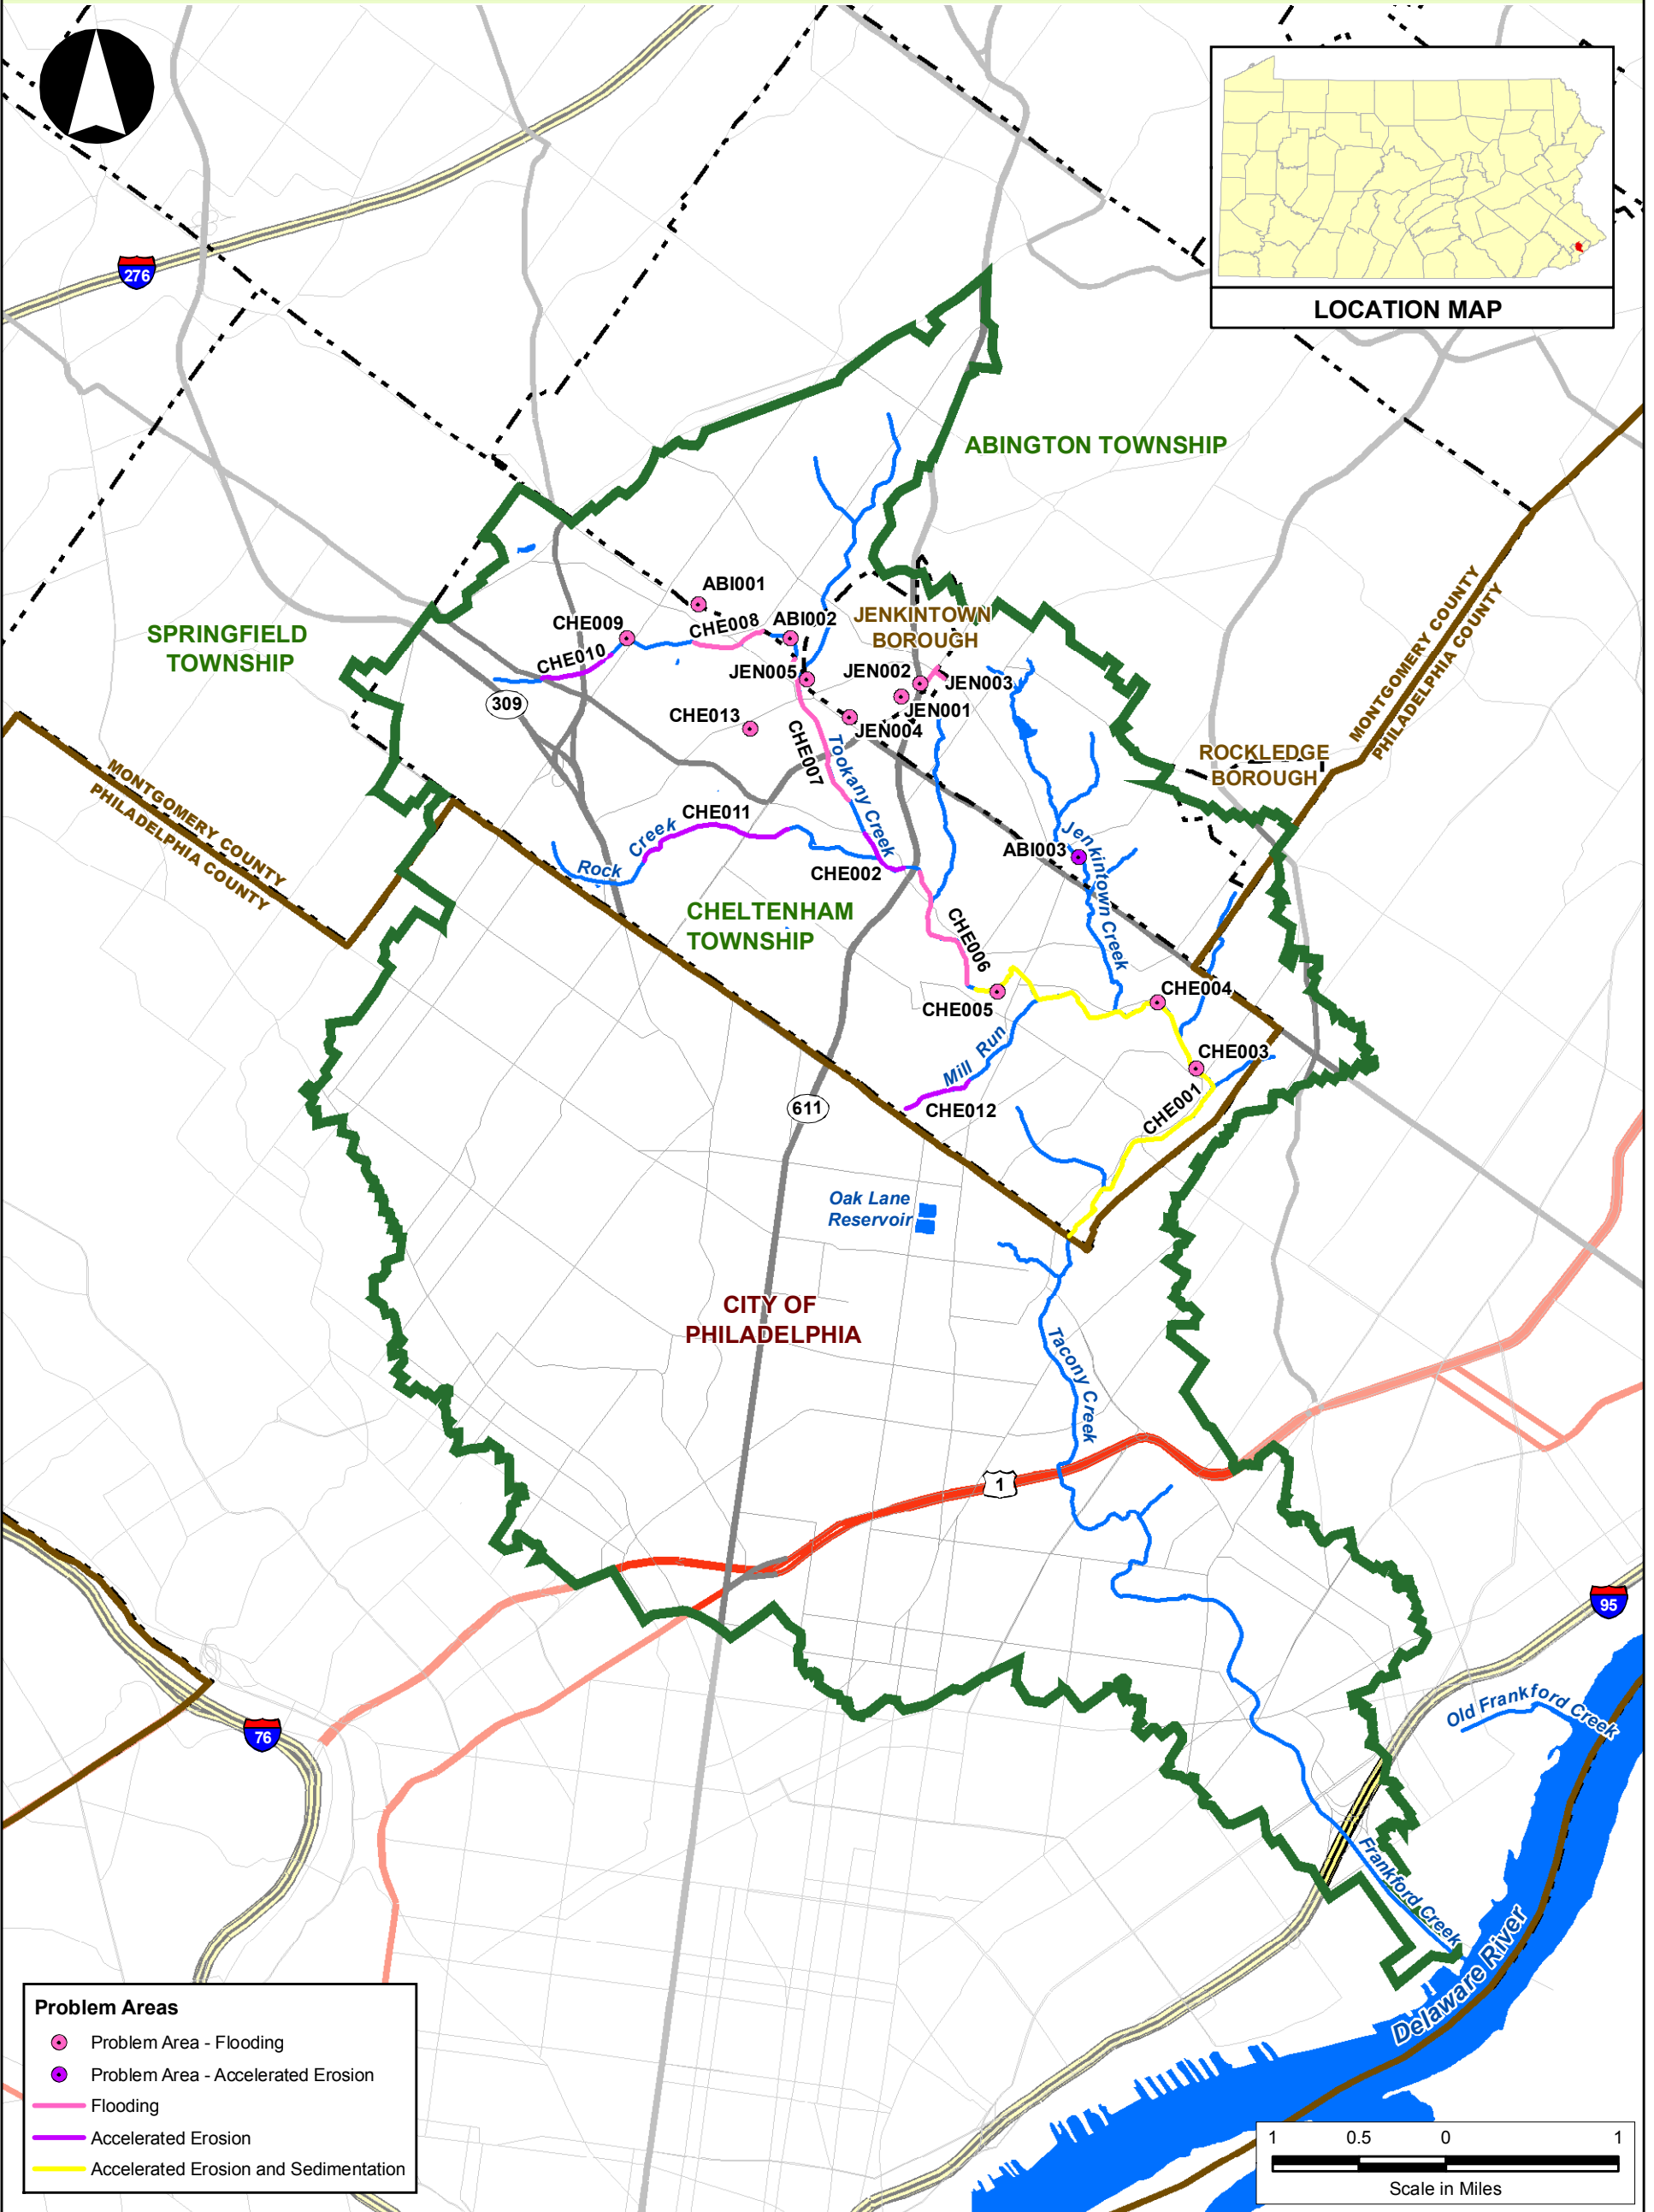 276
LOCATION MAP
ABINGTON TOWNSHIP
SPRINGFIELD
TOWNSHIP
ABI001
CHE009
CHE008
ABI002
JENKINTOWN
BOROUGH
CHE010
JEN005
JEN002
JEN003
309
JEN001
CHE013
JEN004
CHE007
Tookany Creek
ROCKLEDGE
BOROUGH
MONTGOMERY COUNTY
PHILADELPHIA COUNTY
MONTGOMERY COUNTY
PHILADELPHIA COUNTY
CHE011
Rock Creek
CHE002
ABI003
Jenkintown Creek
CHELTENHAM
TOWNSHIP
CHE006
CHE005
CHE004
Mill Run
CHE003
CHE012
CHE001
611
Oak Lane
Reservoir
CITY OF
PHILADELPHIA
Tacony Creek
1
95
76
Old Frankford Creek
Frankford Creek
Delaware River
Problem Areas
Problem Area - Flooding
Problem Area - Accelerated Erosion
Flooding
Accelerated Erosion
Accelerated Erosion and Sedimentation
1 0.5 0 1
Scale in Miles